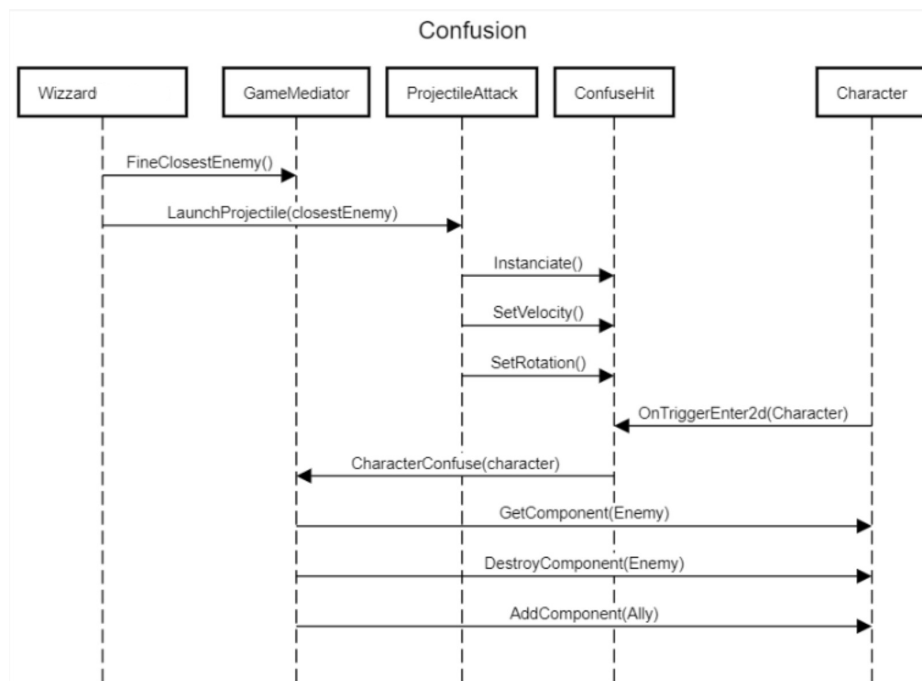 Confusion
Wizzard
GameMediator
ProjectileAttack
ConfuseHit
Character
FineClosestEnemy()
LaunchProjectile(closestEnemy)
Instanciate()
SetVelocity()
SetRotation()
OnTriggerEnter2d(Character)
CharacterConfuse(character)
GetComponent(Enemy)
DestroyComponent(Enemy)
AddComponent(Ally)